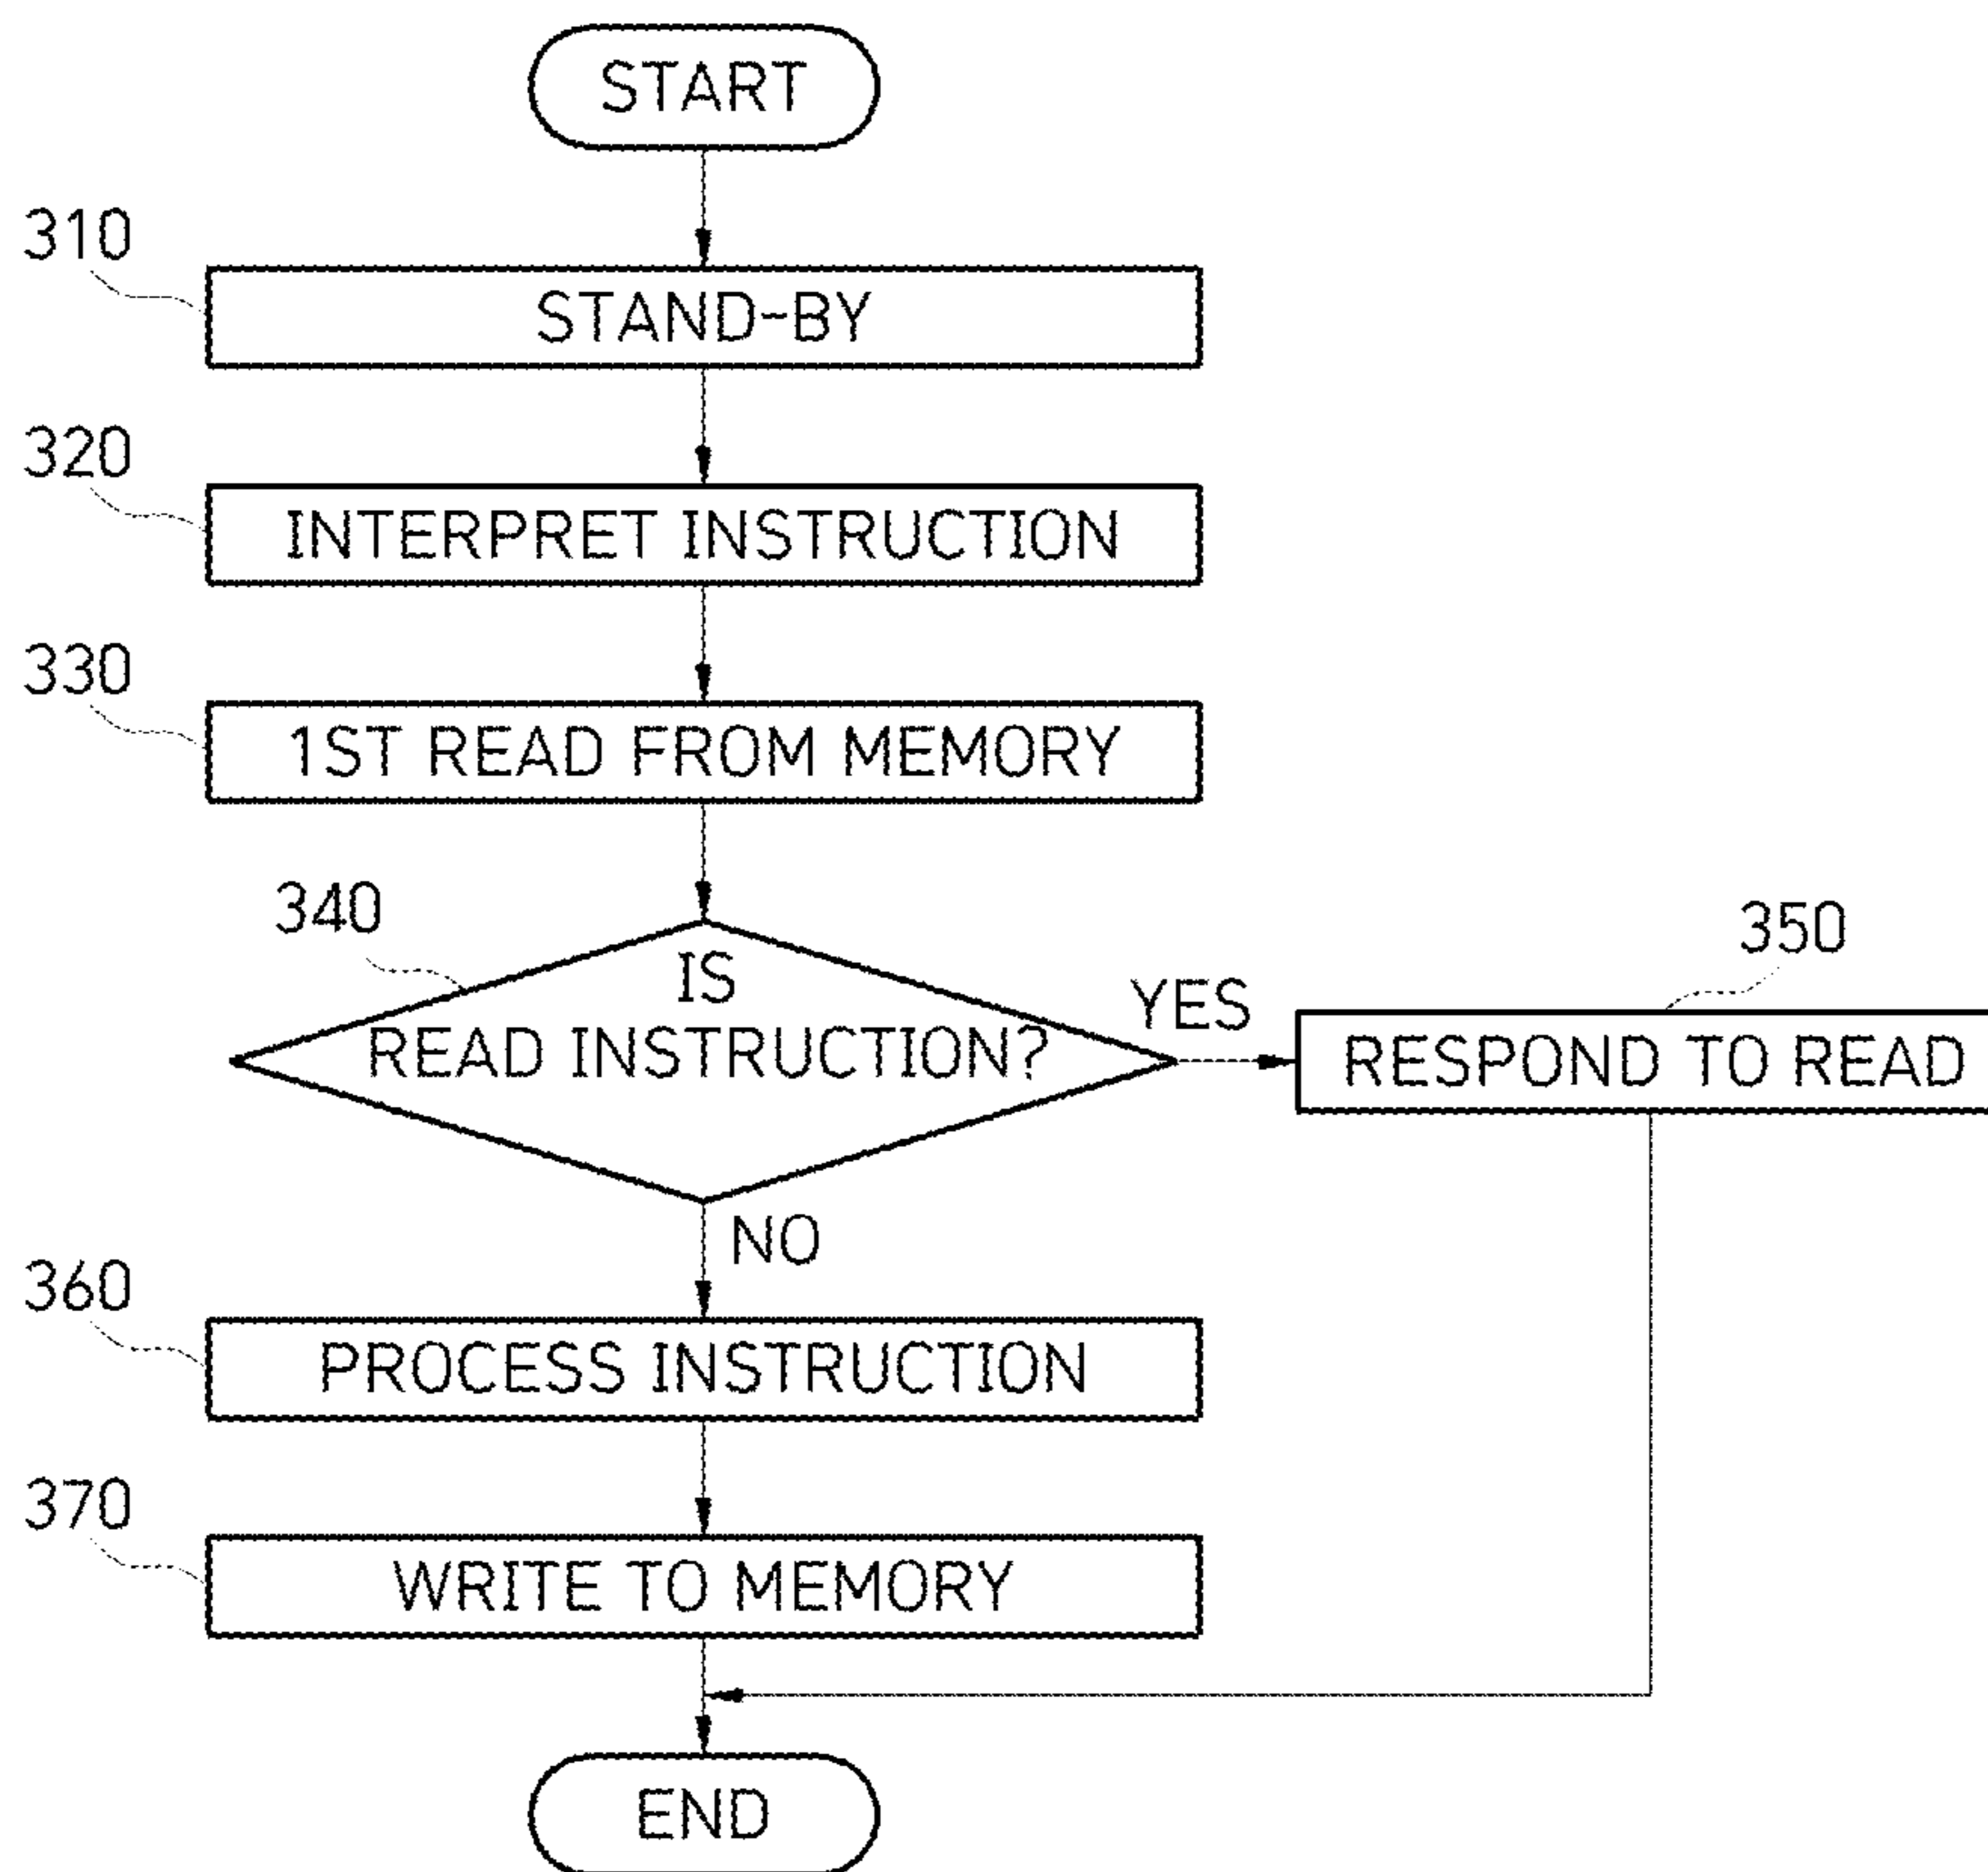 START
310
STAND-BY
320
INTERPRET INSTRUCTION
330
1ST READ FROM MEMORY
340
IS
READ INSTRUCTION?
YES
350
RESPOND TO READ
NO
360
PROCESS INSTRUCTION
370
WRITE TO MEMORY
END